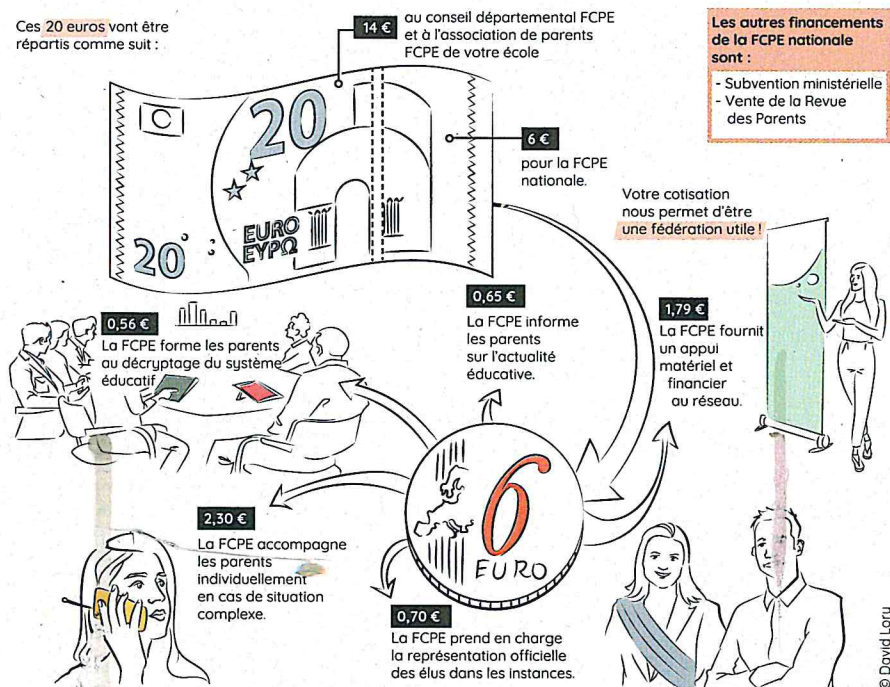 Ces 20 euros vont être
répartis comme suit :
14 €
au conseil départemental FCPE
et à l'association de parents
FCPE de votre école
Les autres financements
de la FCPE nationale
sont :
- Subvention ministérielle
- Vente de la Revue
des Parents
20
EURO
ΕΥΡΩ
20
6 €
pour la FCPE
nationale.
Votre cotisation
nous permet d'être
une fédération utile !
0,56 €
La FCPE forme les parents
au décryptage du système
éducatif
0,65 €
La FCPE informe
les parents
sur l'actualité
éducative.
1,79 €
La FCPE fournit
un appui
matériel et
financier
au réseau.
2,30 €
La FCPE accompagne
les parents
individuellement
en cas de situation
complexe.
6
EURO
0,70 €
La FCPE prend en charge
la représentation officielle
des élus dans les instances.
© David Loru